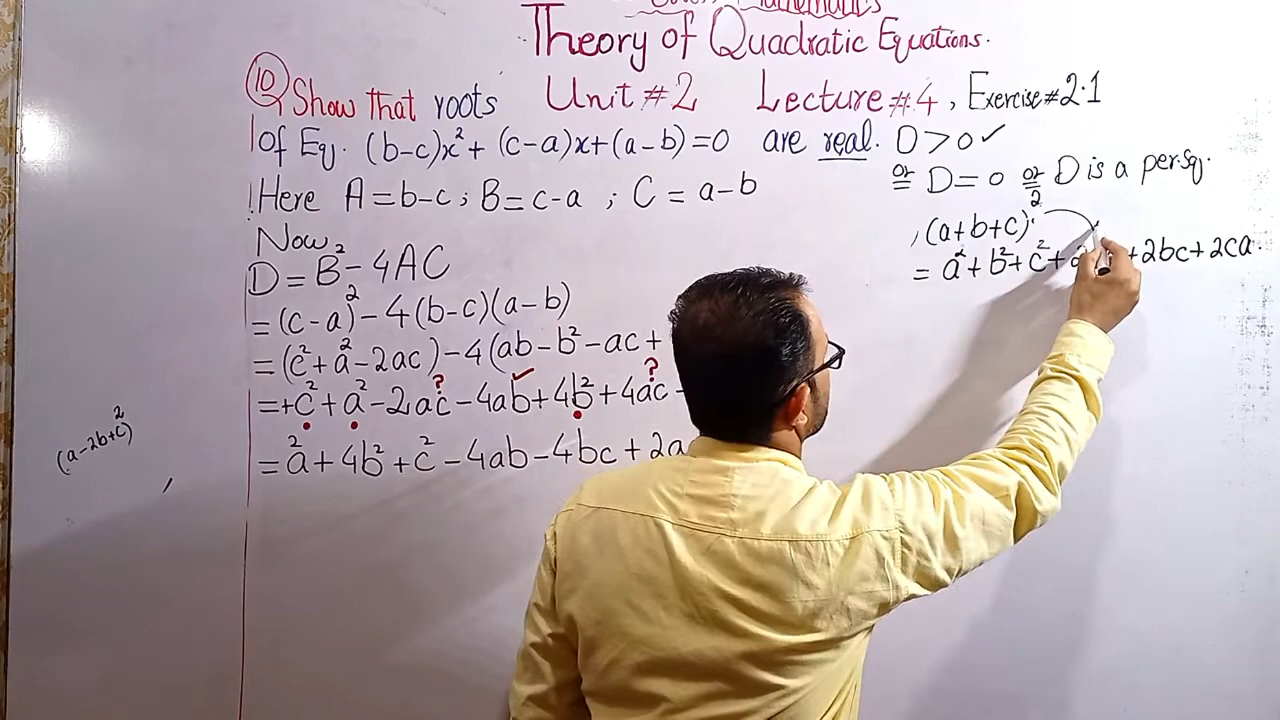 Mathematics
Theory of Quadratic Equations.
Unit #2 Lecture #4, Exercise #2.1
Q10 Show that roots
of Eq. (b-c)x²+(c-a)x+(a-b)=0 are real. D>0✓
or D=0 or D is a per.sq.
Here A=b-c; B=c-a ; C=a-b
, (a+b+c)²
= a²+b²+c²+ +2bc+2ca.
Now
D=B²-4AC
=(c-a)²-4(b-c)(a-b)
=(c²+a²-2ac)-4(ab-b²-ac+
=+c²+a²-2ac-4ab+4b²+4ac-
? ✓ ?
(a-2b+c)²
=a²+4b²+c²-4ab-4bc+2a